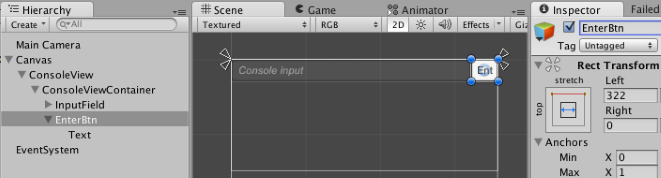 Hierarchy
Create
All
Main Camera
Canvas
ConsoleView
ConsoleViewContainer
InputField
EnterBtn
Text
EventSystem
Scene
Game
Animator
Textured
RGB
2D
Effects
Giz
Console input
Ent
Inspector
Failed
EnterBtn
Tag
Untagged
Rect Transform
stretch
Left
top
322
Right
0
Anchors
Min X 0
Max X 1